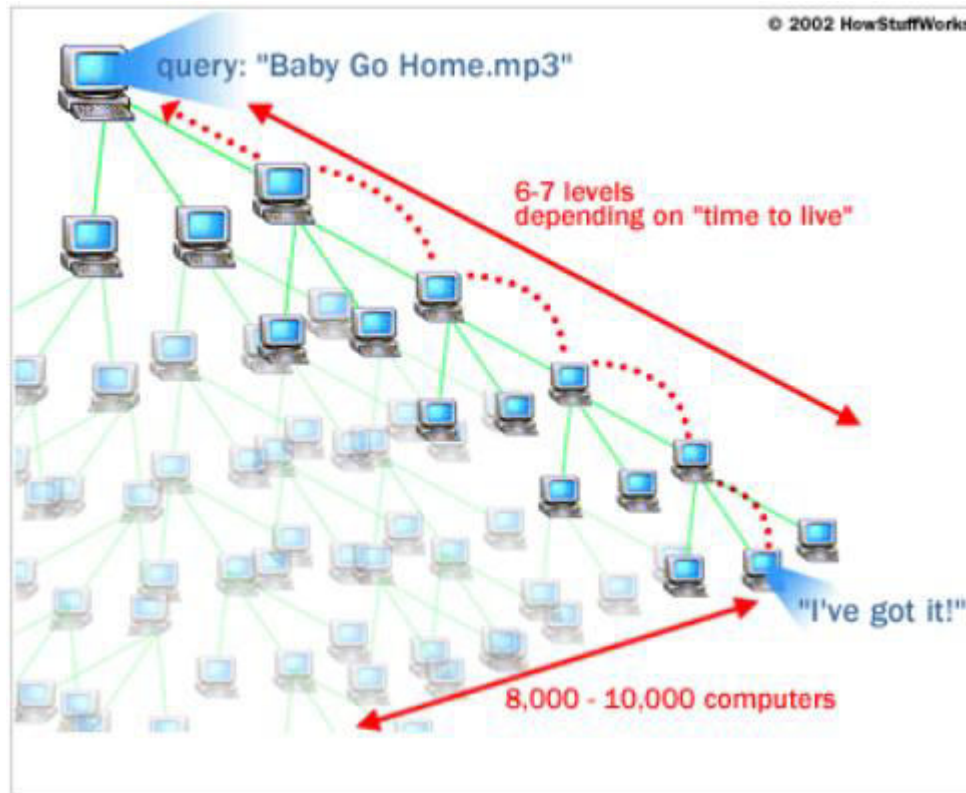 © 2002 HowStuffWorks
query: "Baby Go Home.mp3"
6-7 levels
depending on "time to live"
"I've got it!"
8,000 - 10,000 computers